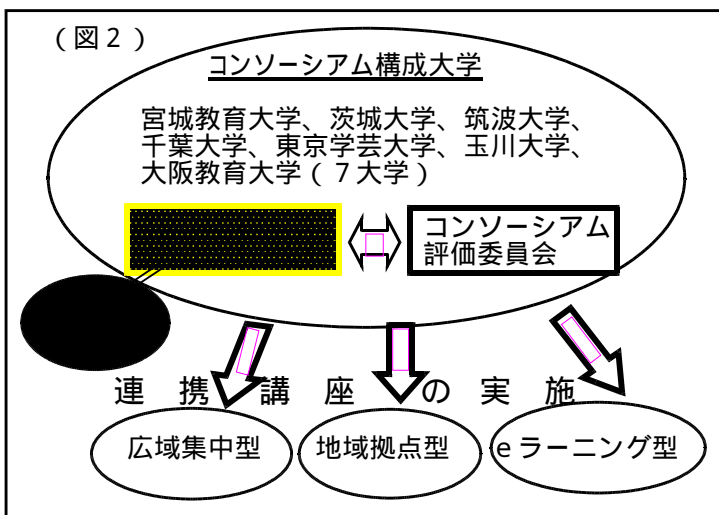 (図2)
コンソーシアム構成大学
宮城教育大学、茨城大学、筑波大学、
千葉大学、東京学芸大学、玉川大学、
大阪教育大学(7大学)
コンソーシアム
評価委員会
連携講座の実施
広域集中型
地域拠点型
eラーニング型